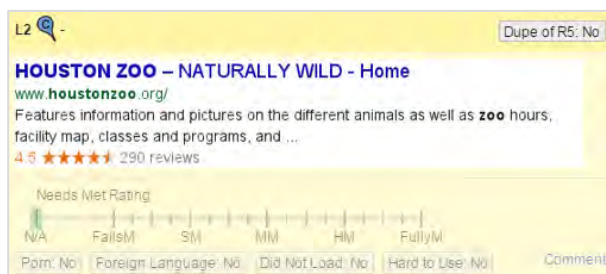 L2 -
Dupe of R5: No
HOUSTON ZOO – NATURALLY WILD - Home
www.houstonzoo.org/
Features information and pictures on the different animals as well as zoo hours,
facility map, classes and programs, and ...
4.5 ★★★★★ 290 reviews
Needs Met Rating
N/A FailsM SM MM HM FullyM
Porn: No Foreign Language: No Did Not Load: No Hard to Use: No Comment